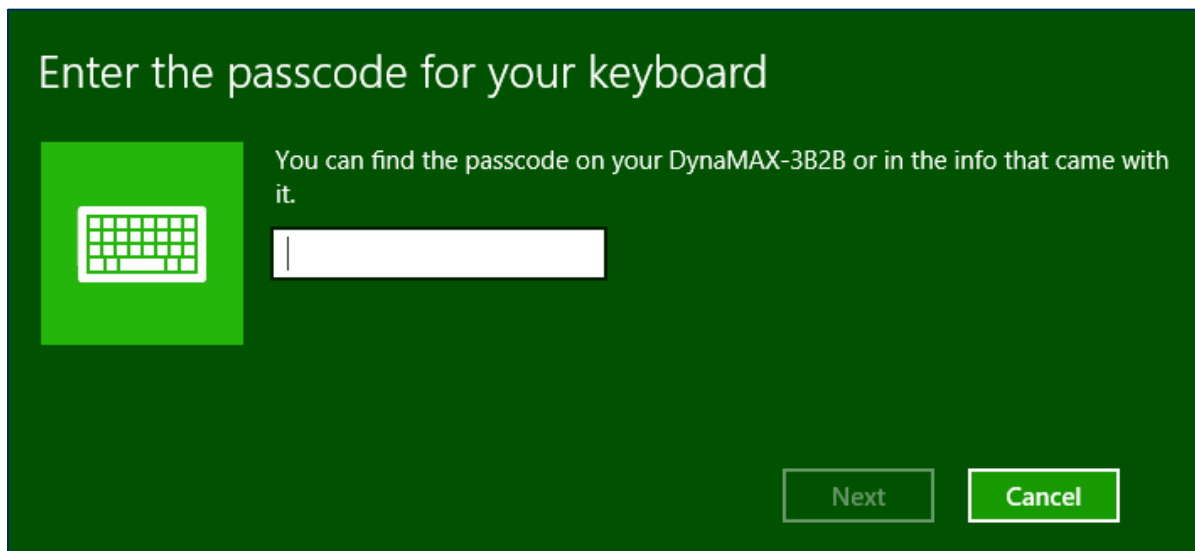 Enter the passcode for your keyboard
You can find the passcode on your DynaMAX-3B2B or in the info that came with
it.
Next
Cancel